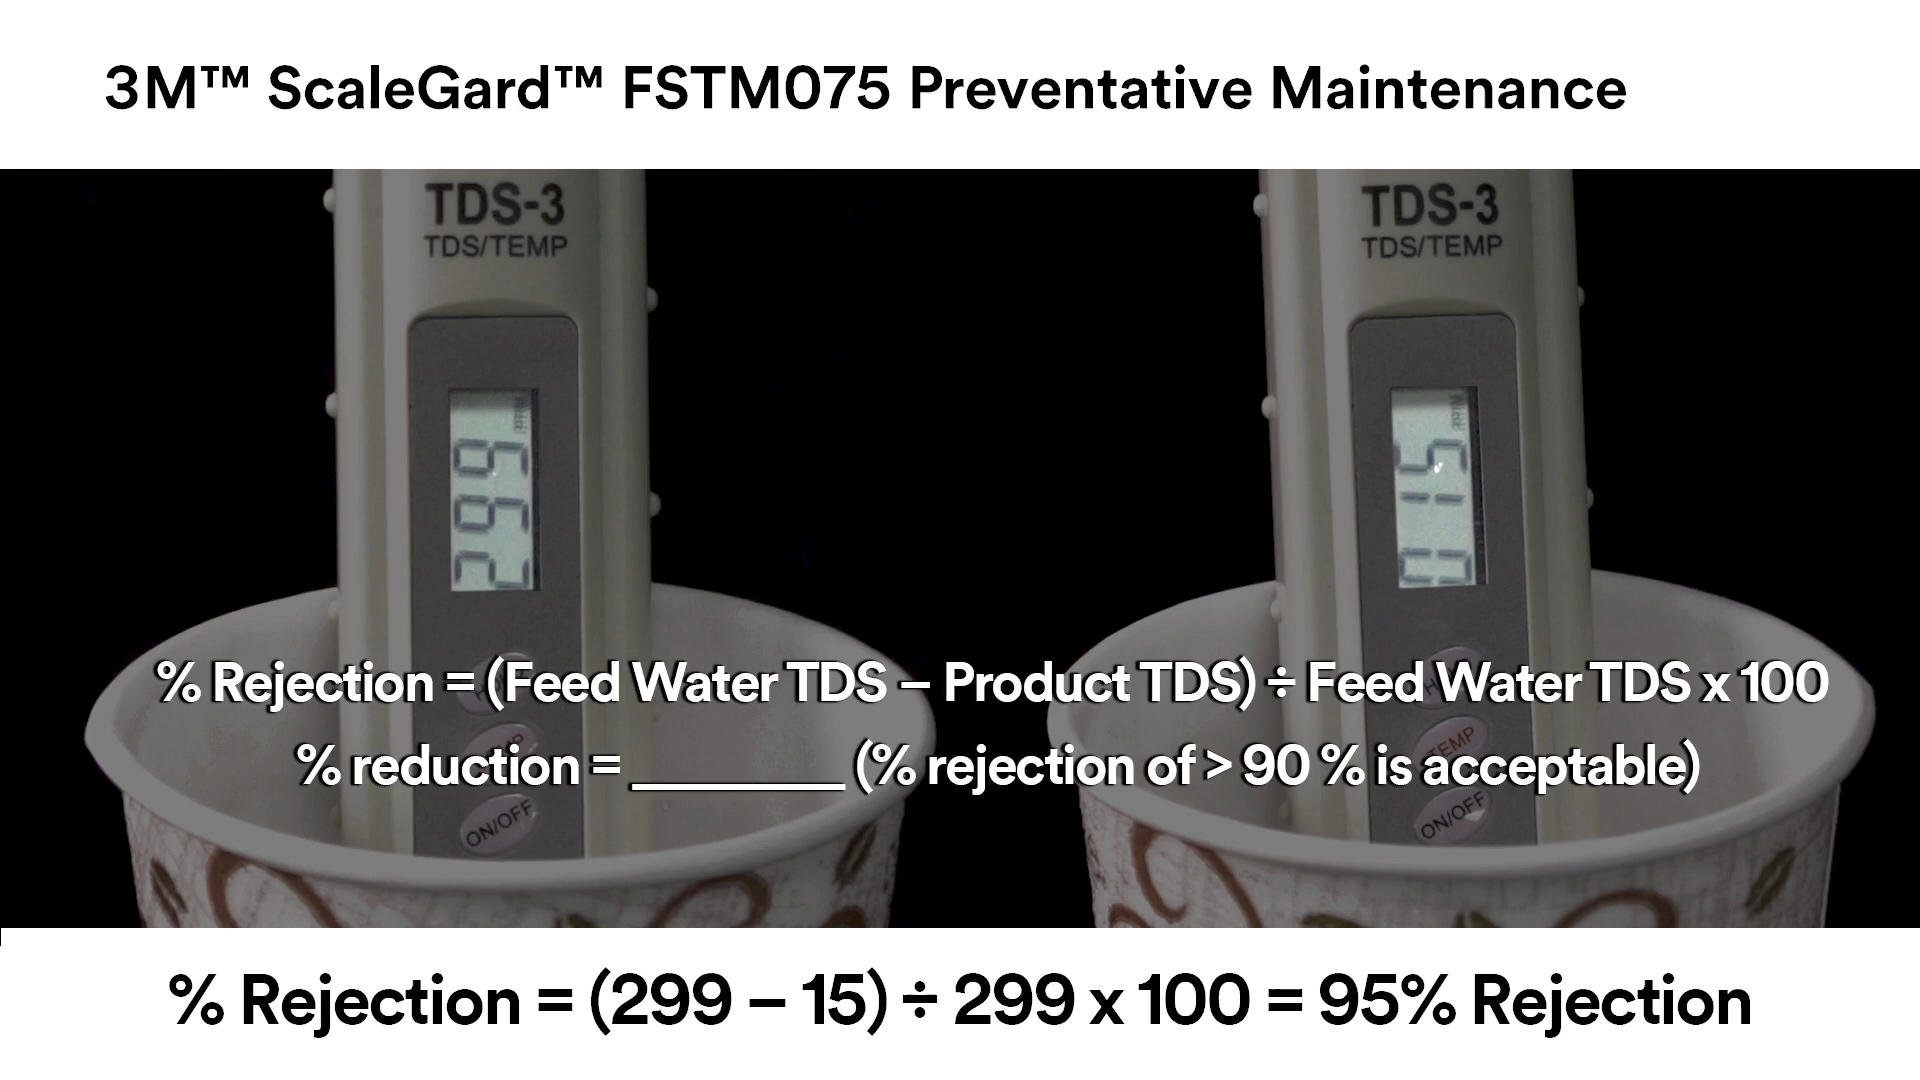 3M™ ScaleGard™ FSTM075 Preventative Maintenance
TDS-3
TDS/TEMP
299
TDS-3
TDS/TEMP
015
% Rejection = (Feed Water TDS – Product TDS) ÷ Feed Water TDS x 100
% reduction = ________ (% rejection of > 90 % is acceptable)
TEMP
ON/OFF
ON/OFF
% Rejection = (299 – 15) ÷ 299 x 100 = 95% Rejection